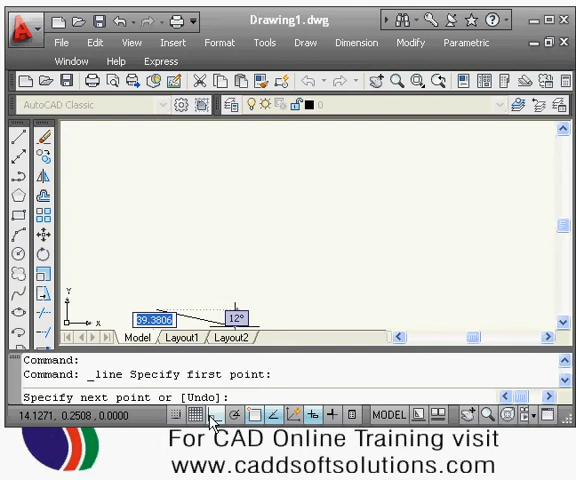 Drawing1.dwg
File Edit View Insert Format Tools Draw Dimension Modify Parametric
Window Help Express
AutoCAD Classic
0
Y
X
39.3806
12°
Model Layout1 Layout2
Command:
Command: _line Specify first point:
Specify next point or [Undo]:
14.1271, 0.2508, 0.0000
MODEL
For CAD Online Training visit
www.caddsoftsolutions.com